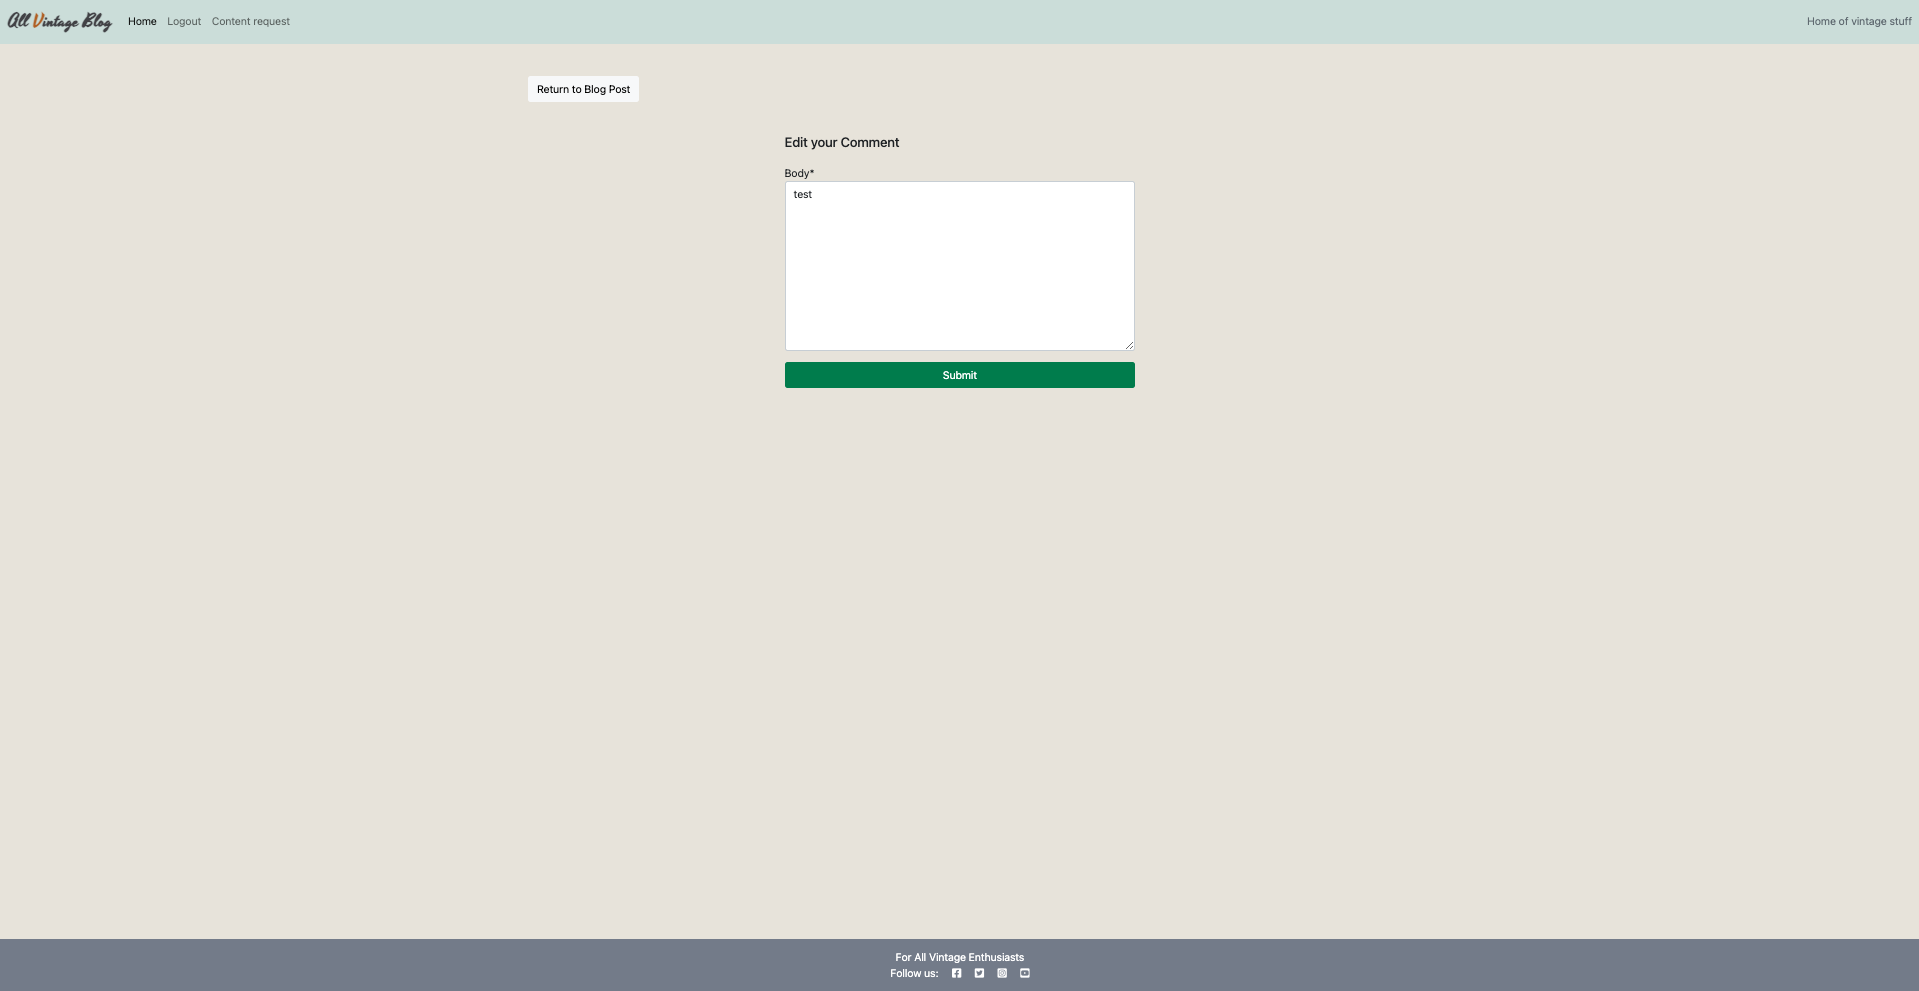 All Vintage Blog Home Logout Content request Home of vintage stuff
Return to Blog Post
Edit your Comment
Body*
test
Submit
For All Vintage Enthusiasts
Follow us: